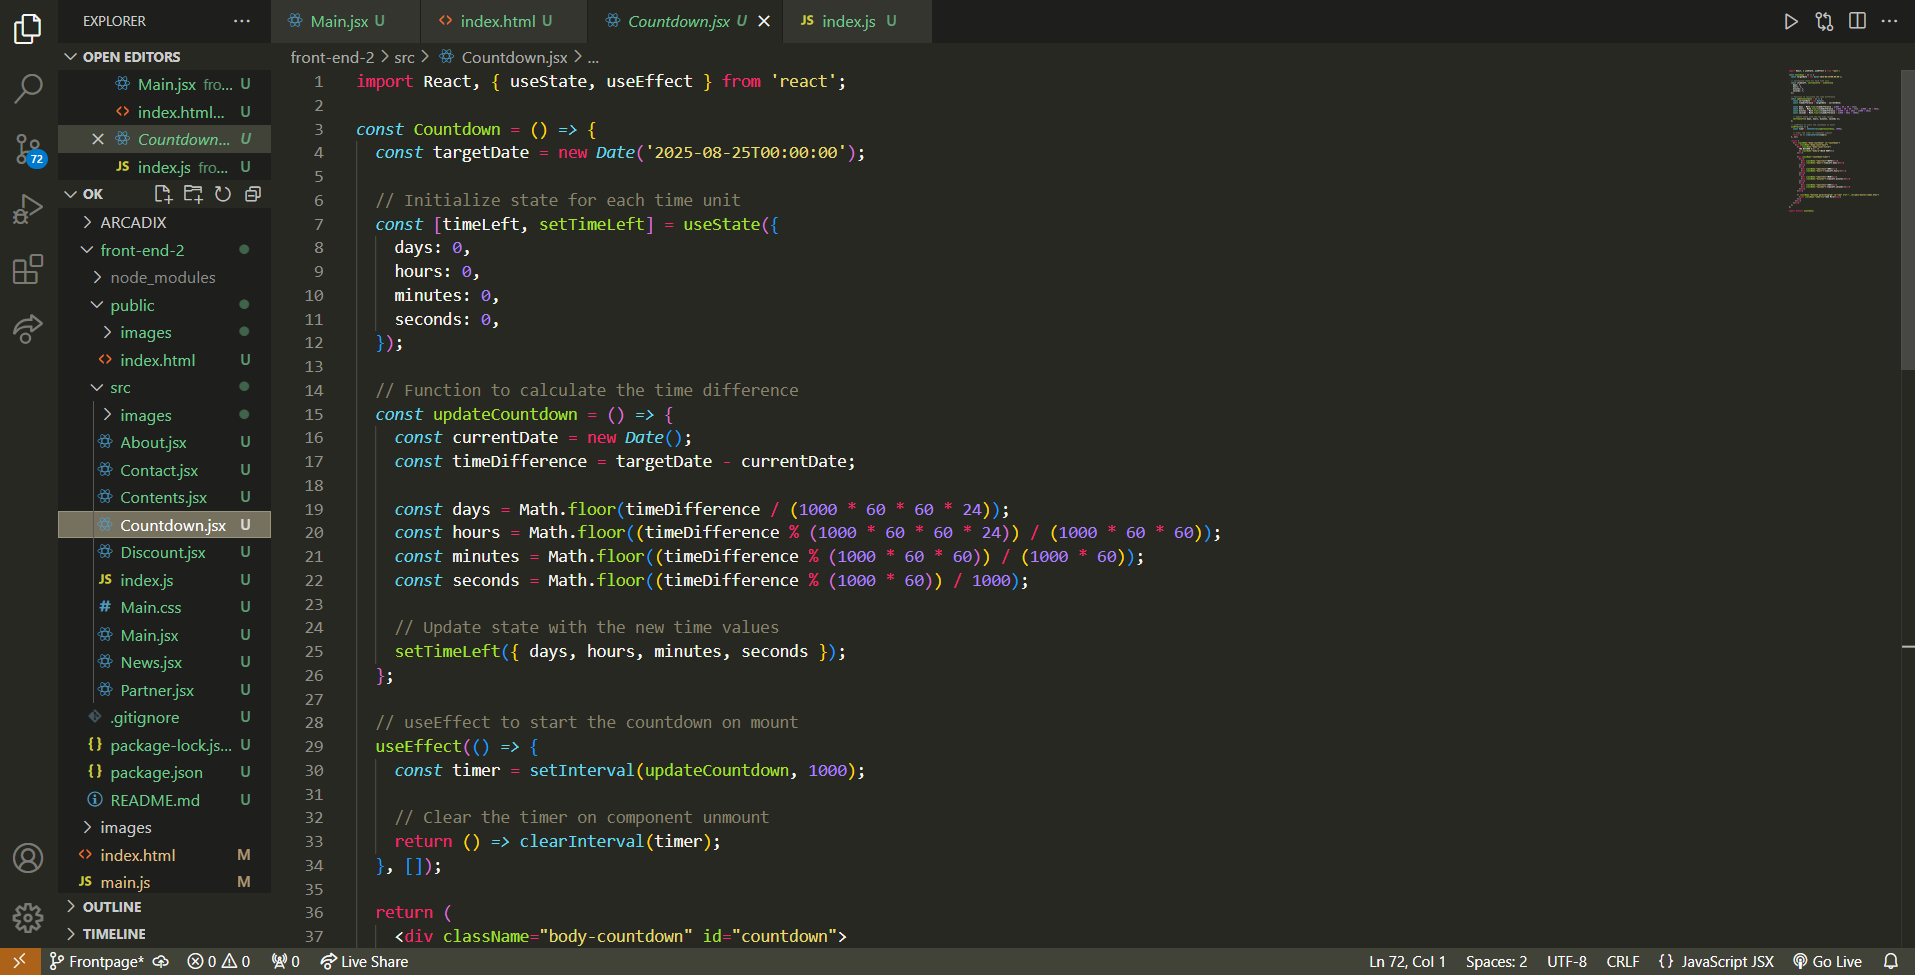 EXPLORER
OPEN EDITORS
Main.jsx fro... U
index.html... U
Countdown... U
index.js fro... U
72
OK
ARCADIX
front-end-2
node_modules
public
images
index.html U
src
images
About.jsx U
Contact.jsx U
Contents.jsx U
Countdown.jsx U
Discount.jsx U
JS index.js U
# Main.css U
Main.jsx U
News.jsx U
Partner.jsx U
.gitignore U
{} package-lock.js... U
{} package.json U
README.md U
images
index.html M
JS main.js M
OUTLINE
TIMELINE
Main.jsx U
index.html U
Countdown.jsx U
JS index.js U
front-end-2 > src > Countdown.jsx > ...
1 import React, { useState, useEffect } from 'react';
2
3 const Countdown = () => {
4 const targetDate = new Date('2025-08-25T00:00:00');
5
6 // Initialize state for each time unit
7 const [timeLeft, setTimeLeft] = useState({
8 days: 0,
9 hours: 0,
10 minutes: 0,
11 seconds: 0,
12 });
13
14 // Function to calculate the time difference
15 const updateCountdown = () => {
16 const currentDate = new Date();
17 const timeDifference = targetDate - currentDate;
18
19 const days = Math.floor(timeDifference / (1000 * 60 * 60 * 24));
20 const hours = Math.floor((timeDifference % (1000 * 60 * 60 * 24)) / (1000 * 60 * 60));
21 const minutes = Math.floor((timeDifference % (1000 * 60 * 60)) / (1000 * 60));
22 const seconds = Math.floor((timeDifference % (1000 * 60)) / 1000);
23
24 // Update state with the new time values
25 setTimeLeft({ days, hours, minutes, seconds });
26 };
27
28 // useEffect to start the countdown on mount
29 useEffect(() => {
30 const timer = setInterval(updateCountdown, 1000);
31
32 // Clear the timer on component unmount
33 return () => clearInterval(timer);
34 }, []);
35
36 return (
37 <div className="body-countdown" id="countdown">
Frontpage* 0 0 0 Live Share
Ln 72, Col 1 Spaces: 2 UTF-8 CRLF {} JavaScript JSX Go Live